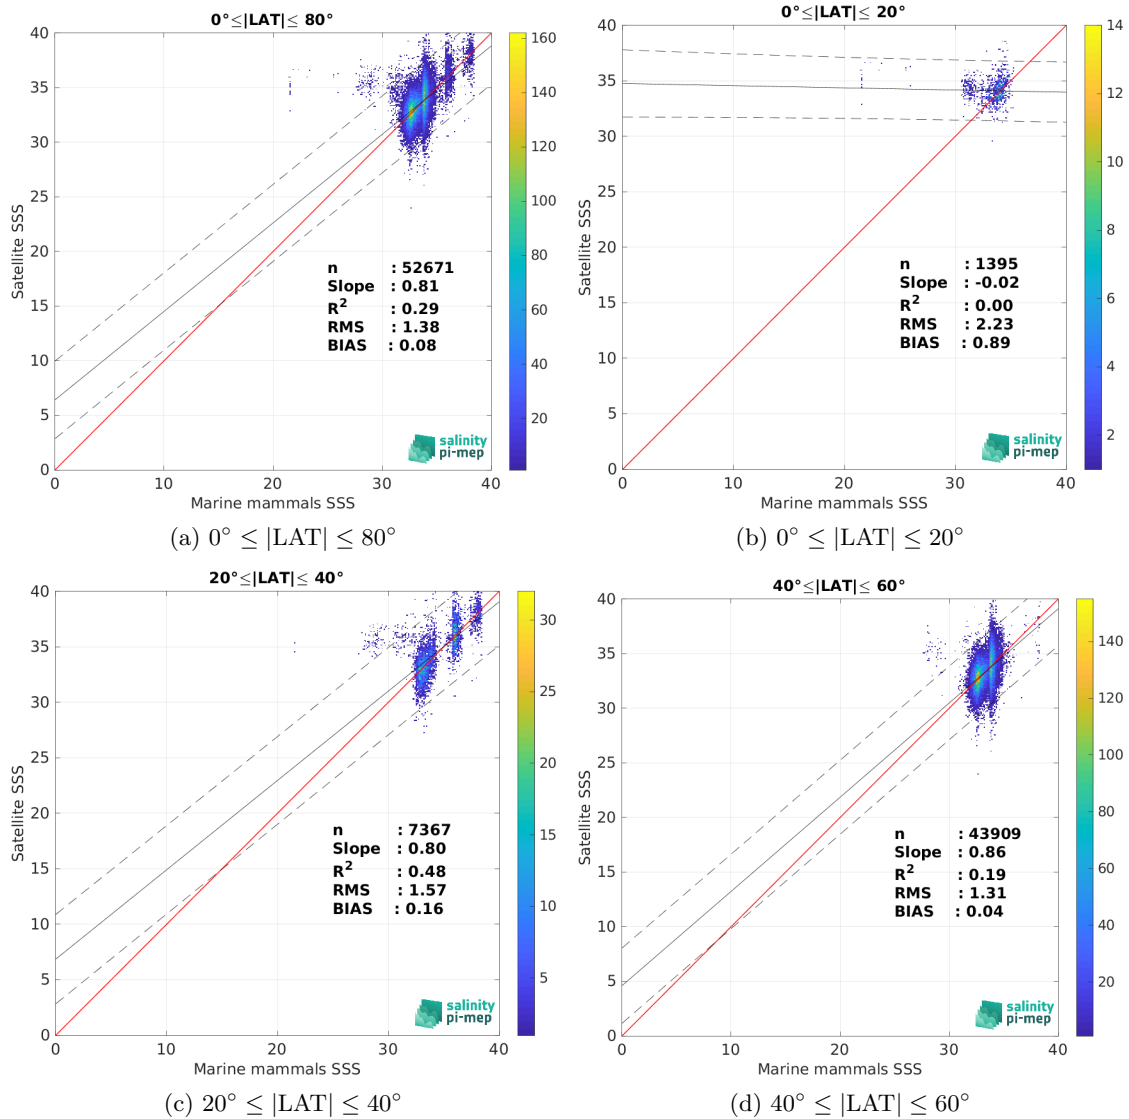 0°≤|LAT|≤ 80°
40
35
30
25
20
15
10
5
0
Satellite SSS
n : 52671
Slope : 0.81
R² : 0.29
RMS : 1.38
BIAS : 0.08
salinity
pi-mep
0 10 20 30 40
Marine mammals SSS
160
140
120
100
80
60
40
20
(a) 0° ≤ |LAT| ≤ 80°
0°≤|LAT|≤ 20°
40
35
30
25
20
15
10
5
0
Satellite SSS
n : 1395
Slope : -0.02
R² : 0.00
RMS : 2.23
BIAS : 0.89
salinity
pi-mep
0 10 20 30 40
Marine mammals SSS
14
12
10
8
6
4
2
(b) 0° ≤ |LAT| ≤ 20°
20°≤|LAT|≤ 40°
40
35
30
25
20
15
10
5
0
Satellite SSS
n : 7367
Slope : 0.80
R² : 0.48
RMS : 1.57
BIAS : 0.16
salinity
pi-mep
0 10 20 30 40
Marine mammals SSS
30
25
20
15
10
5
(c) 20° ≤ |LAT| ≤ 40°
40°≤|LAT|≤ 60°
40
35
30
25
20
15
10
5
0
Satellite SSS
n : 43909
Slope : 0.86
R² : 0.19
RMS : 1.31
BIAS : 0.04
salinity
pi-mep
0 10 20 30 40
Marine mammals SSS
140
120
100
80
60
40
20
(d) 40° ≤ |LAT| ≤ 60°